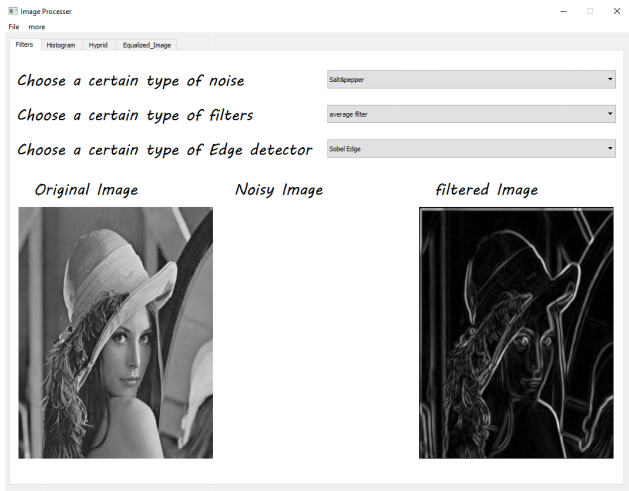 Image Processer
File more
Filters Histogram Hyprid Equalized_Image
Choose a certain type of noise Salt&pepper
Choose a certain type of filters average filter
Choose a certain type of Edge detector Sobel Edge
Original Image Noisy Image filtered Image